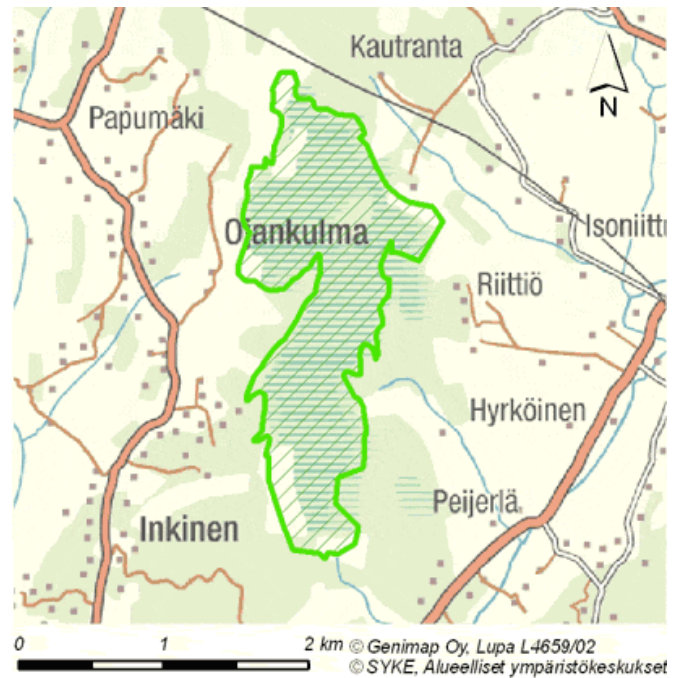 Kautranta
N
Papumäki
Ojankulma
Isoniittu
Riittiö
Hyrköinen
Peijerlä
Inkinen
0 1 2 km © Genimap Oy, Lupa L4659/02
© SYKE, Alueelliset ympäristökeskukset